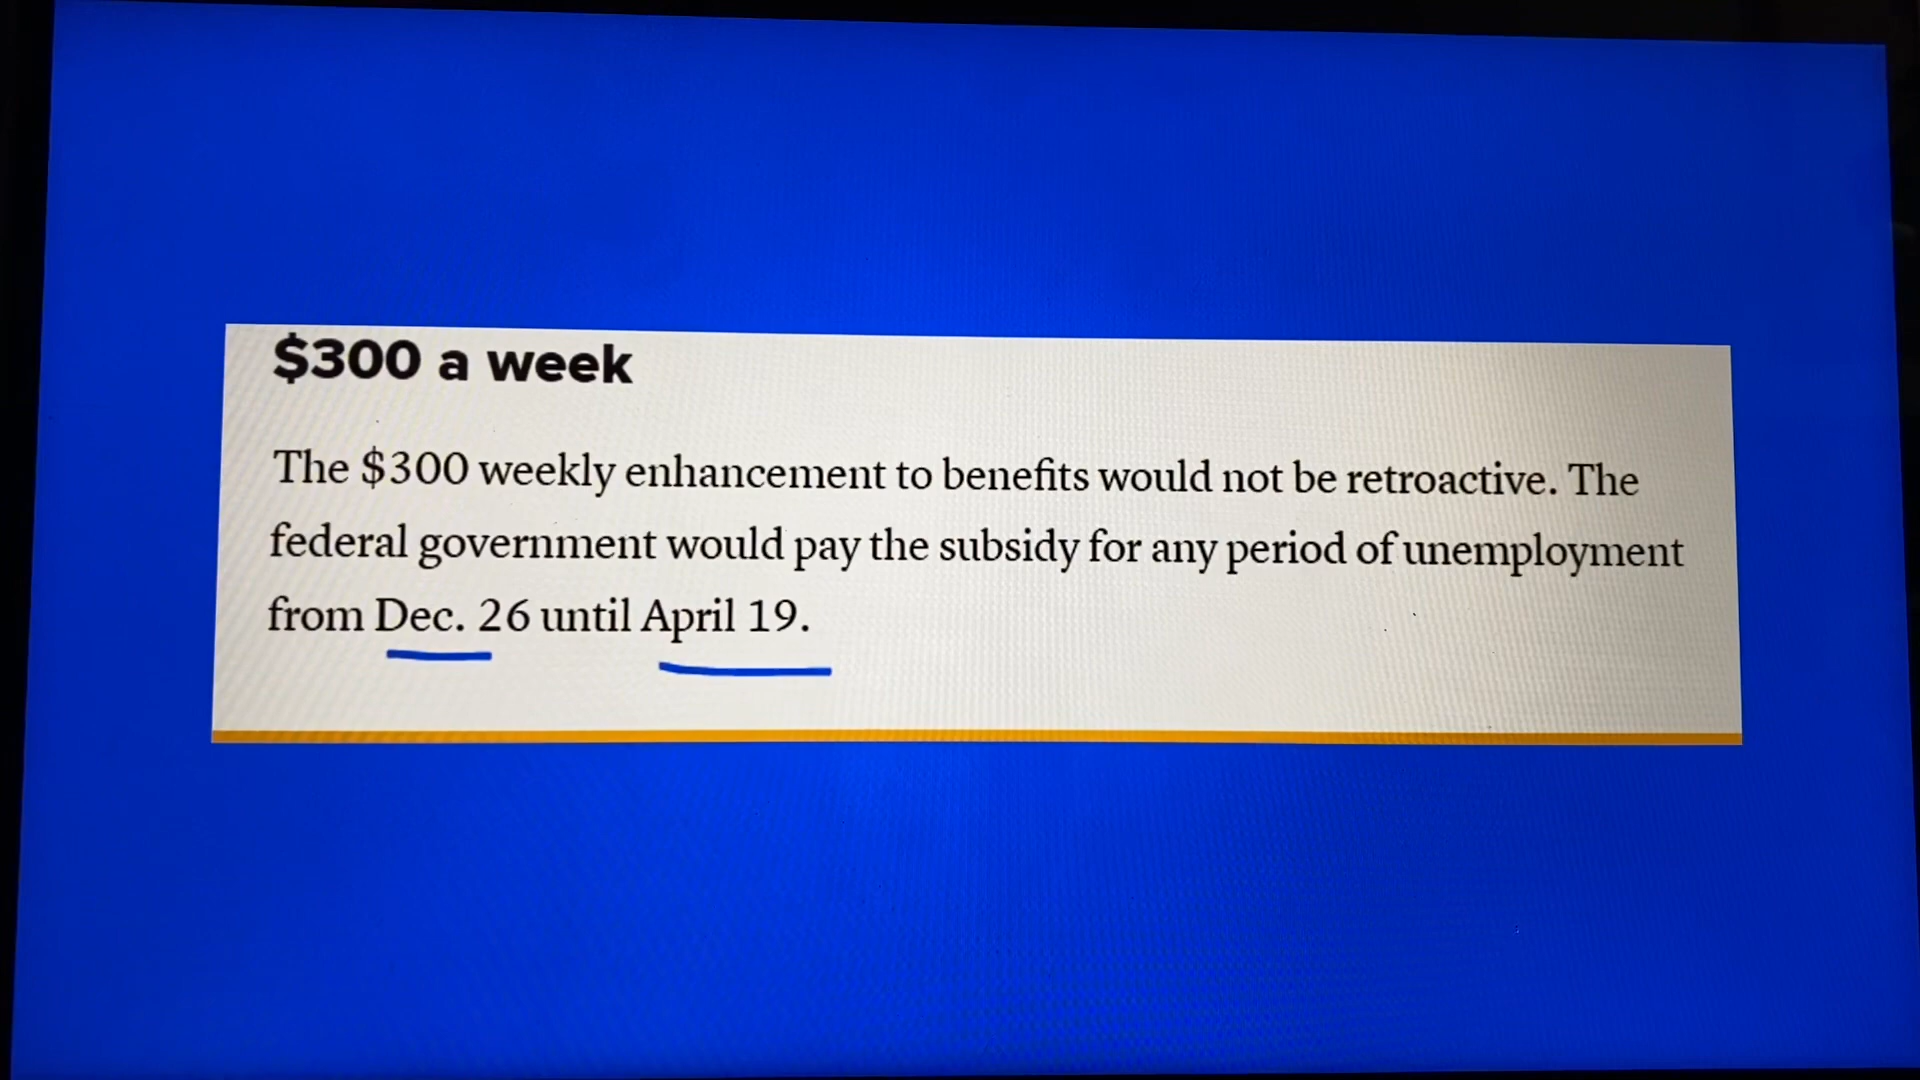 $300 a week
The $300 weekly enhancement to benefits would not be retroactive. The
federal government would pay the subsidy for any period of unemployment
from Dec. 26 until April 19.